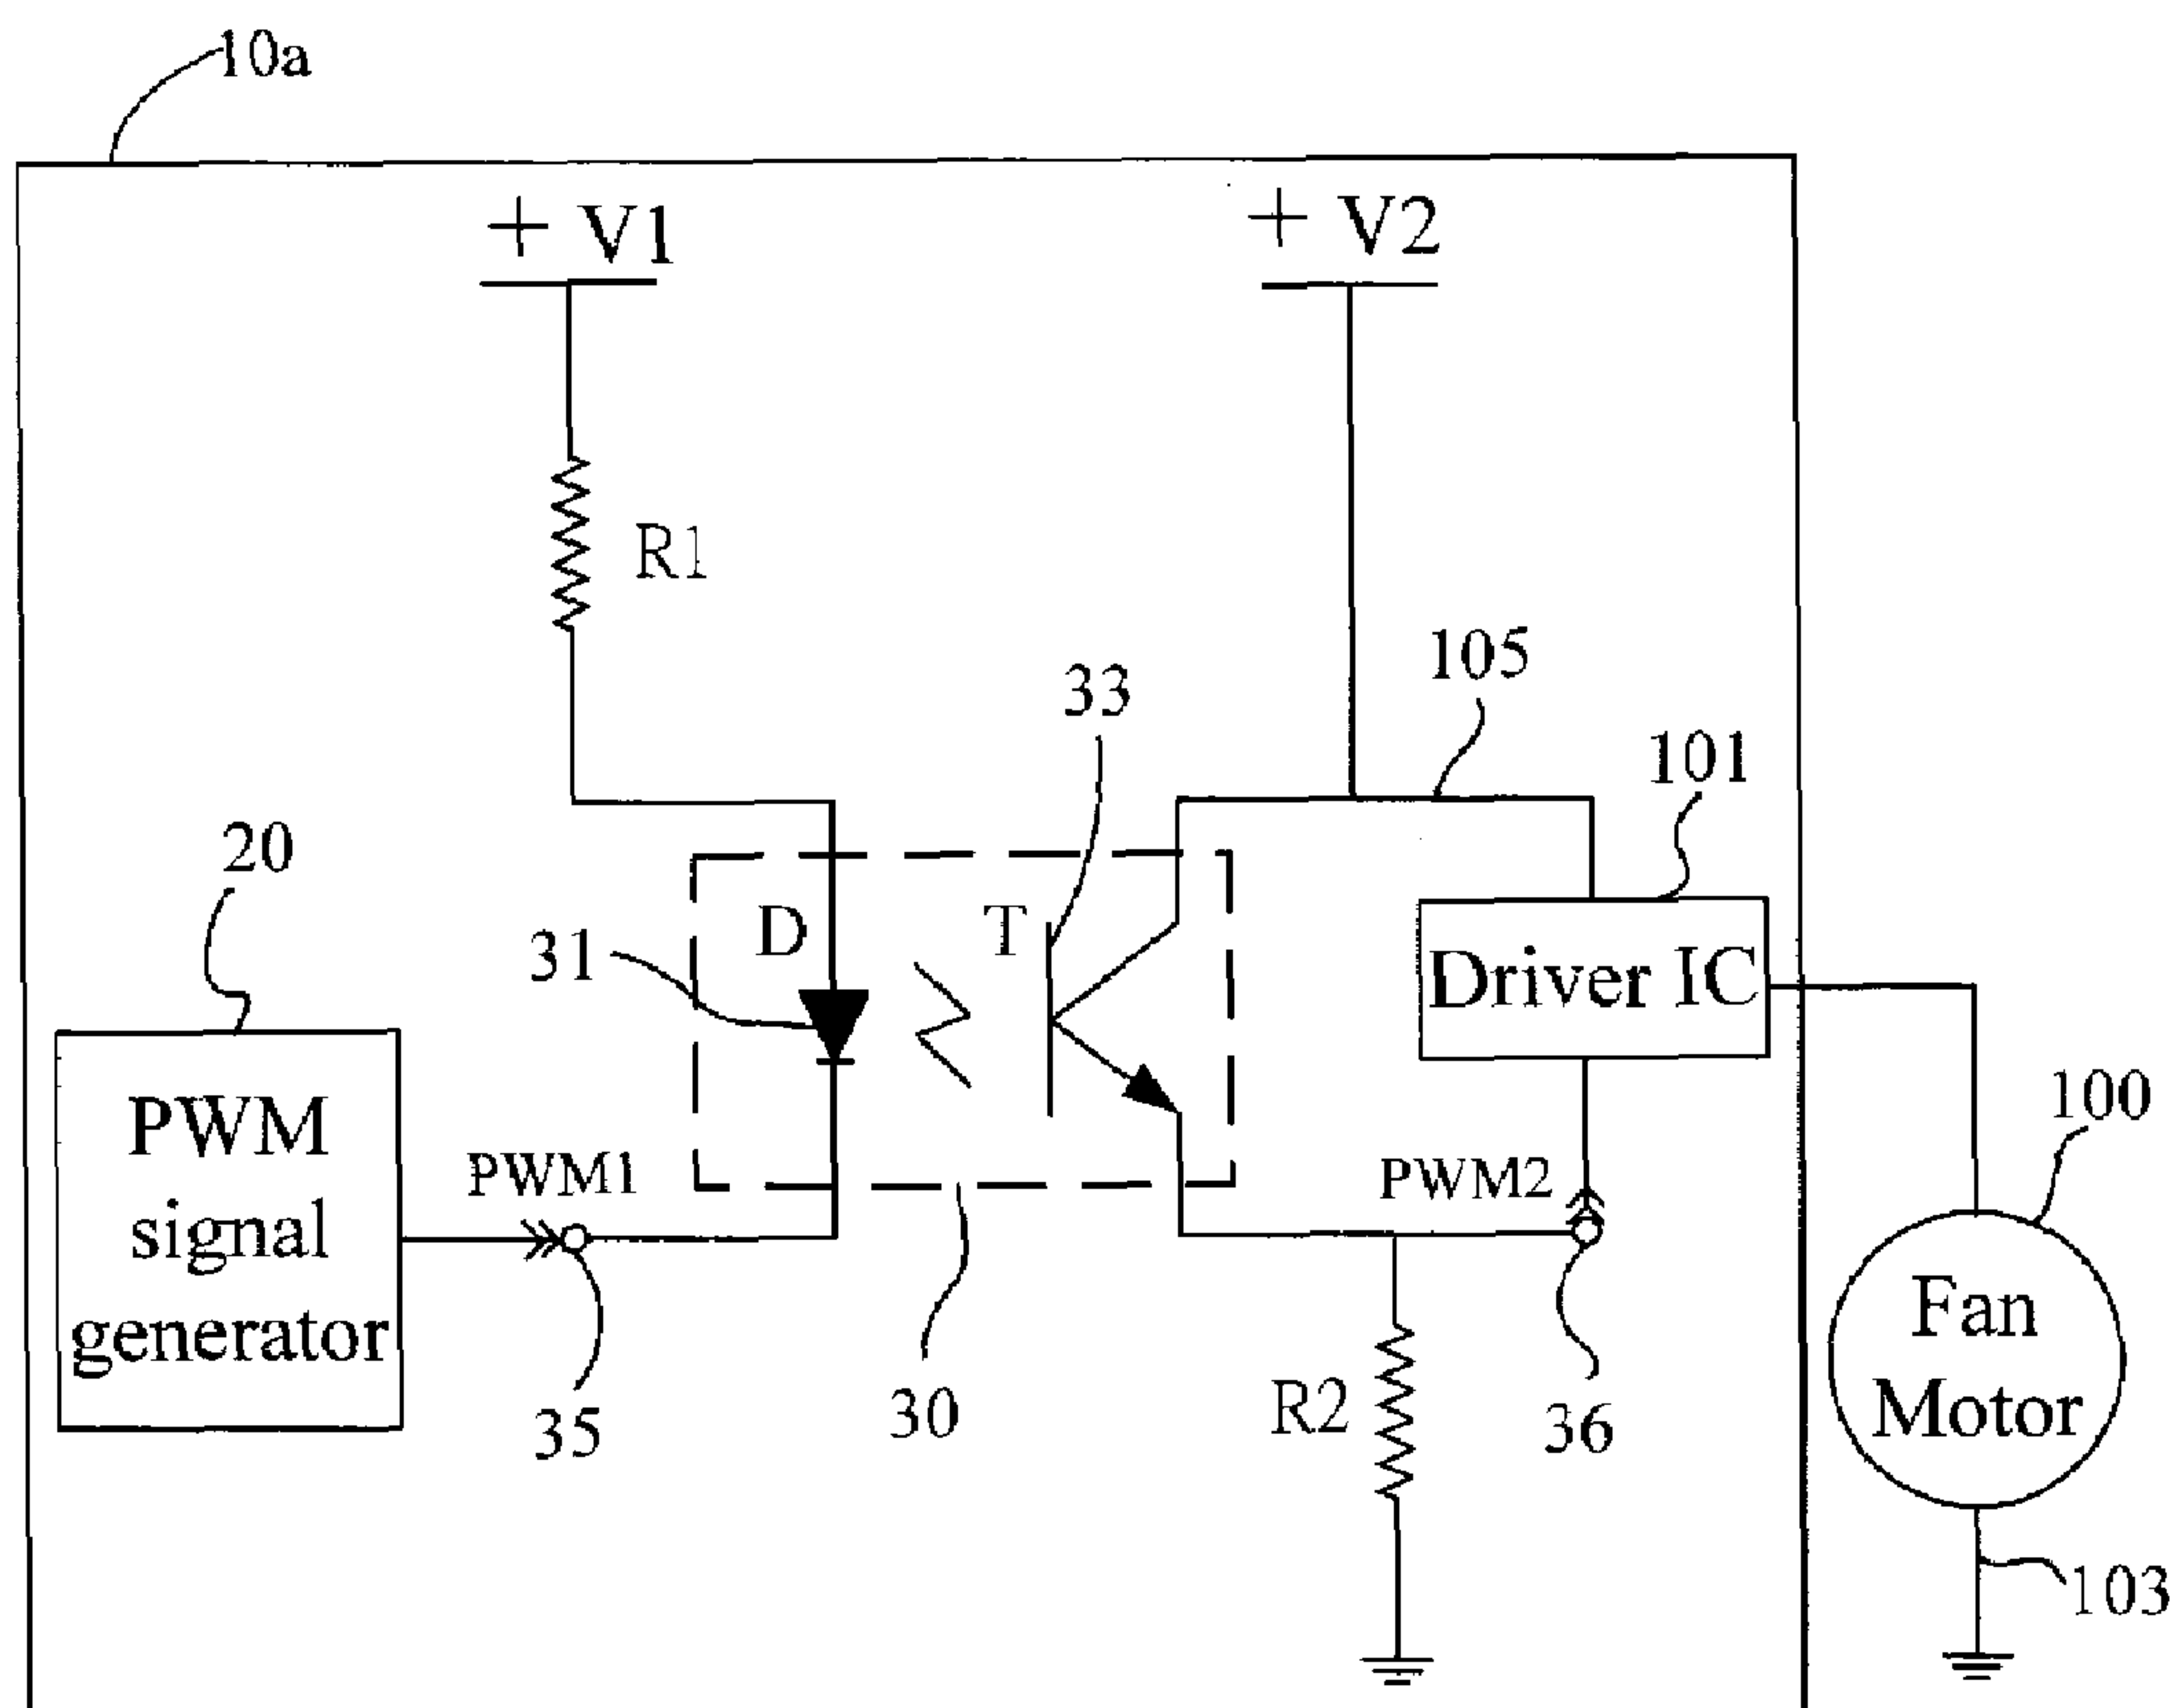 10a
+ V1
+ V2
R1
105
33
101
20
D
T
31
Driver IC
PWM
signal
generator
100
PWM1
PWM2
Fan
Motor
R2
30
36
35
103